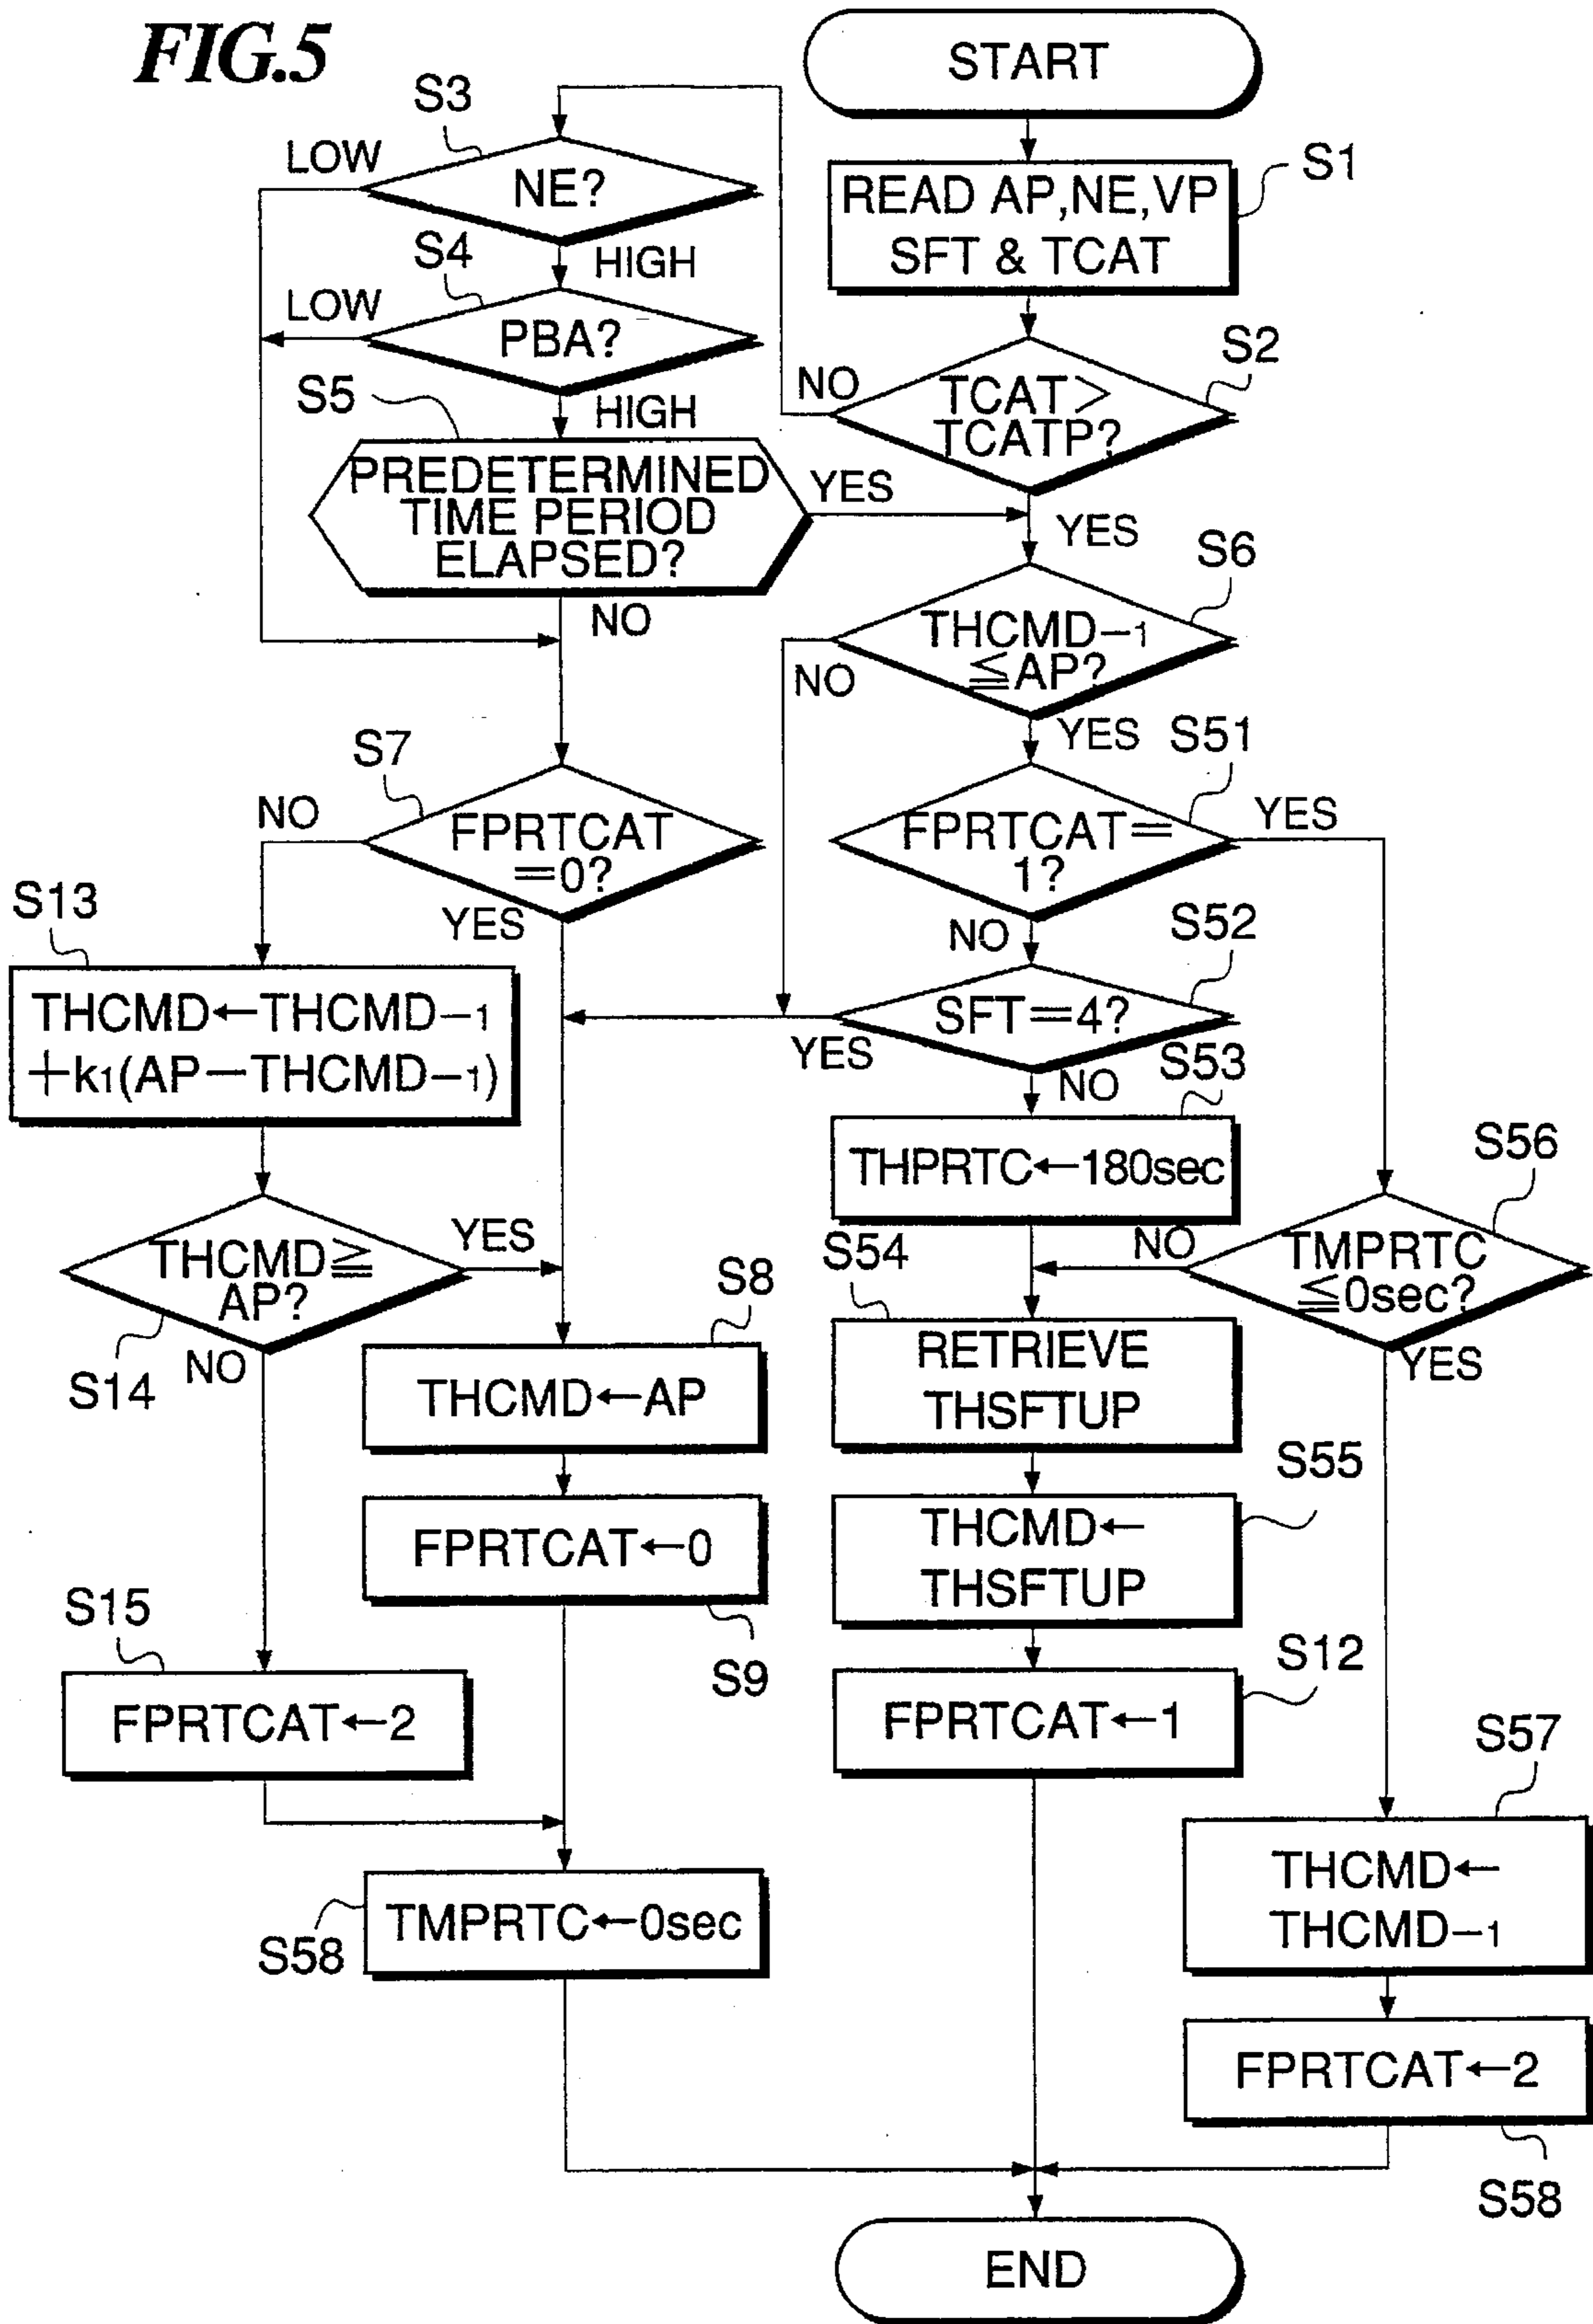 FIG.5
START
S1
READ AP,NE,VP
SFT & TCAT
S2
TCAT>
TCATP?
NO
YES
S3
NE?
LOW
HIGH
S4
PBA?
LOW
HIGH
S5
PREDETERMINED
TIME PERIOD
ELAPSED?
YES
NO
S6
THCMD-1
≦AP?
NO
YES
S7
FPRTCAT
=0?
NO
YES
S51
FPRTCAT=
1?
YES
NO
S13
THCMD←THCMD-1
+k1(AP-THCMD-1)
S52
SFT=4?
YES
NO
S53
THPRTC←180sec
S56
TMPRTC
≦0sec?
NO
YES
S14
THCMD≧
AP?
YES
NO
S54
RETRIEVE
THSFTUP
S8
THCMD←AP
S55
THCMD←
THSFTUP
FPRTCAT←0
S9
S15
FPRTCAT←2
S12
FPRTCAT←1
S57
THCMD←
THCMD-1
S58
TMPRTC←0sec
FPRTCAT←2
S58
END